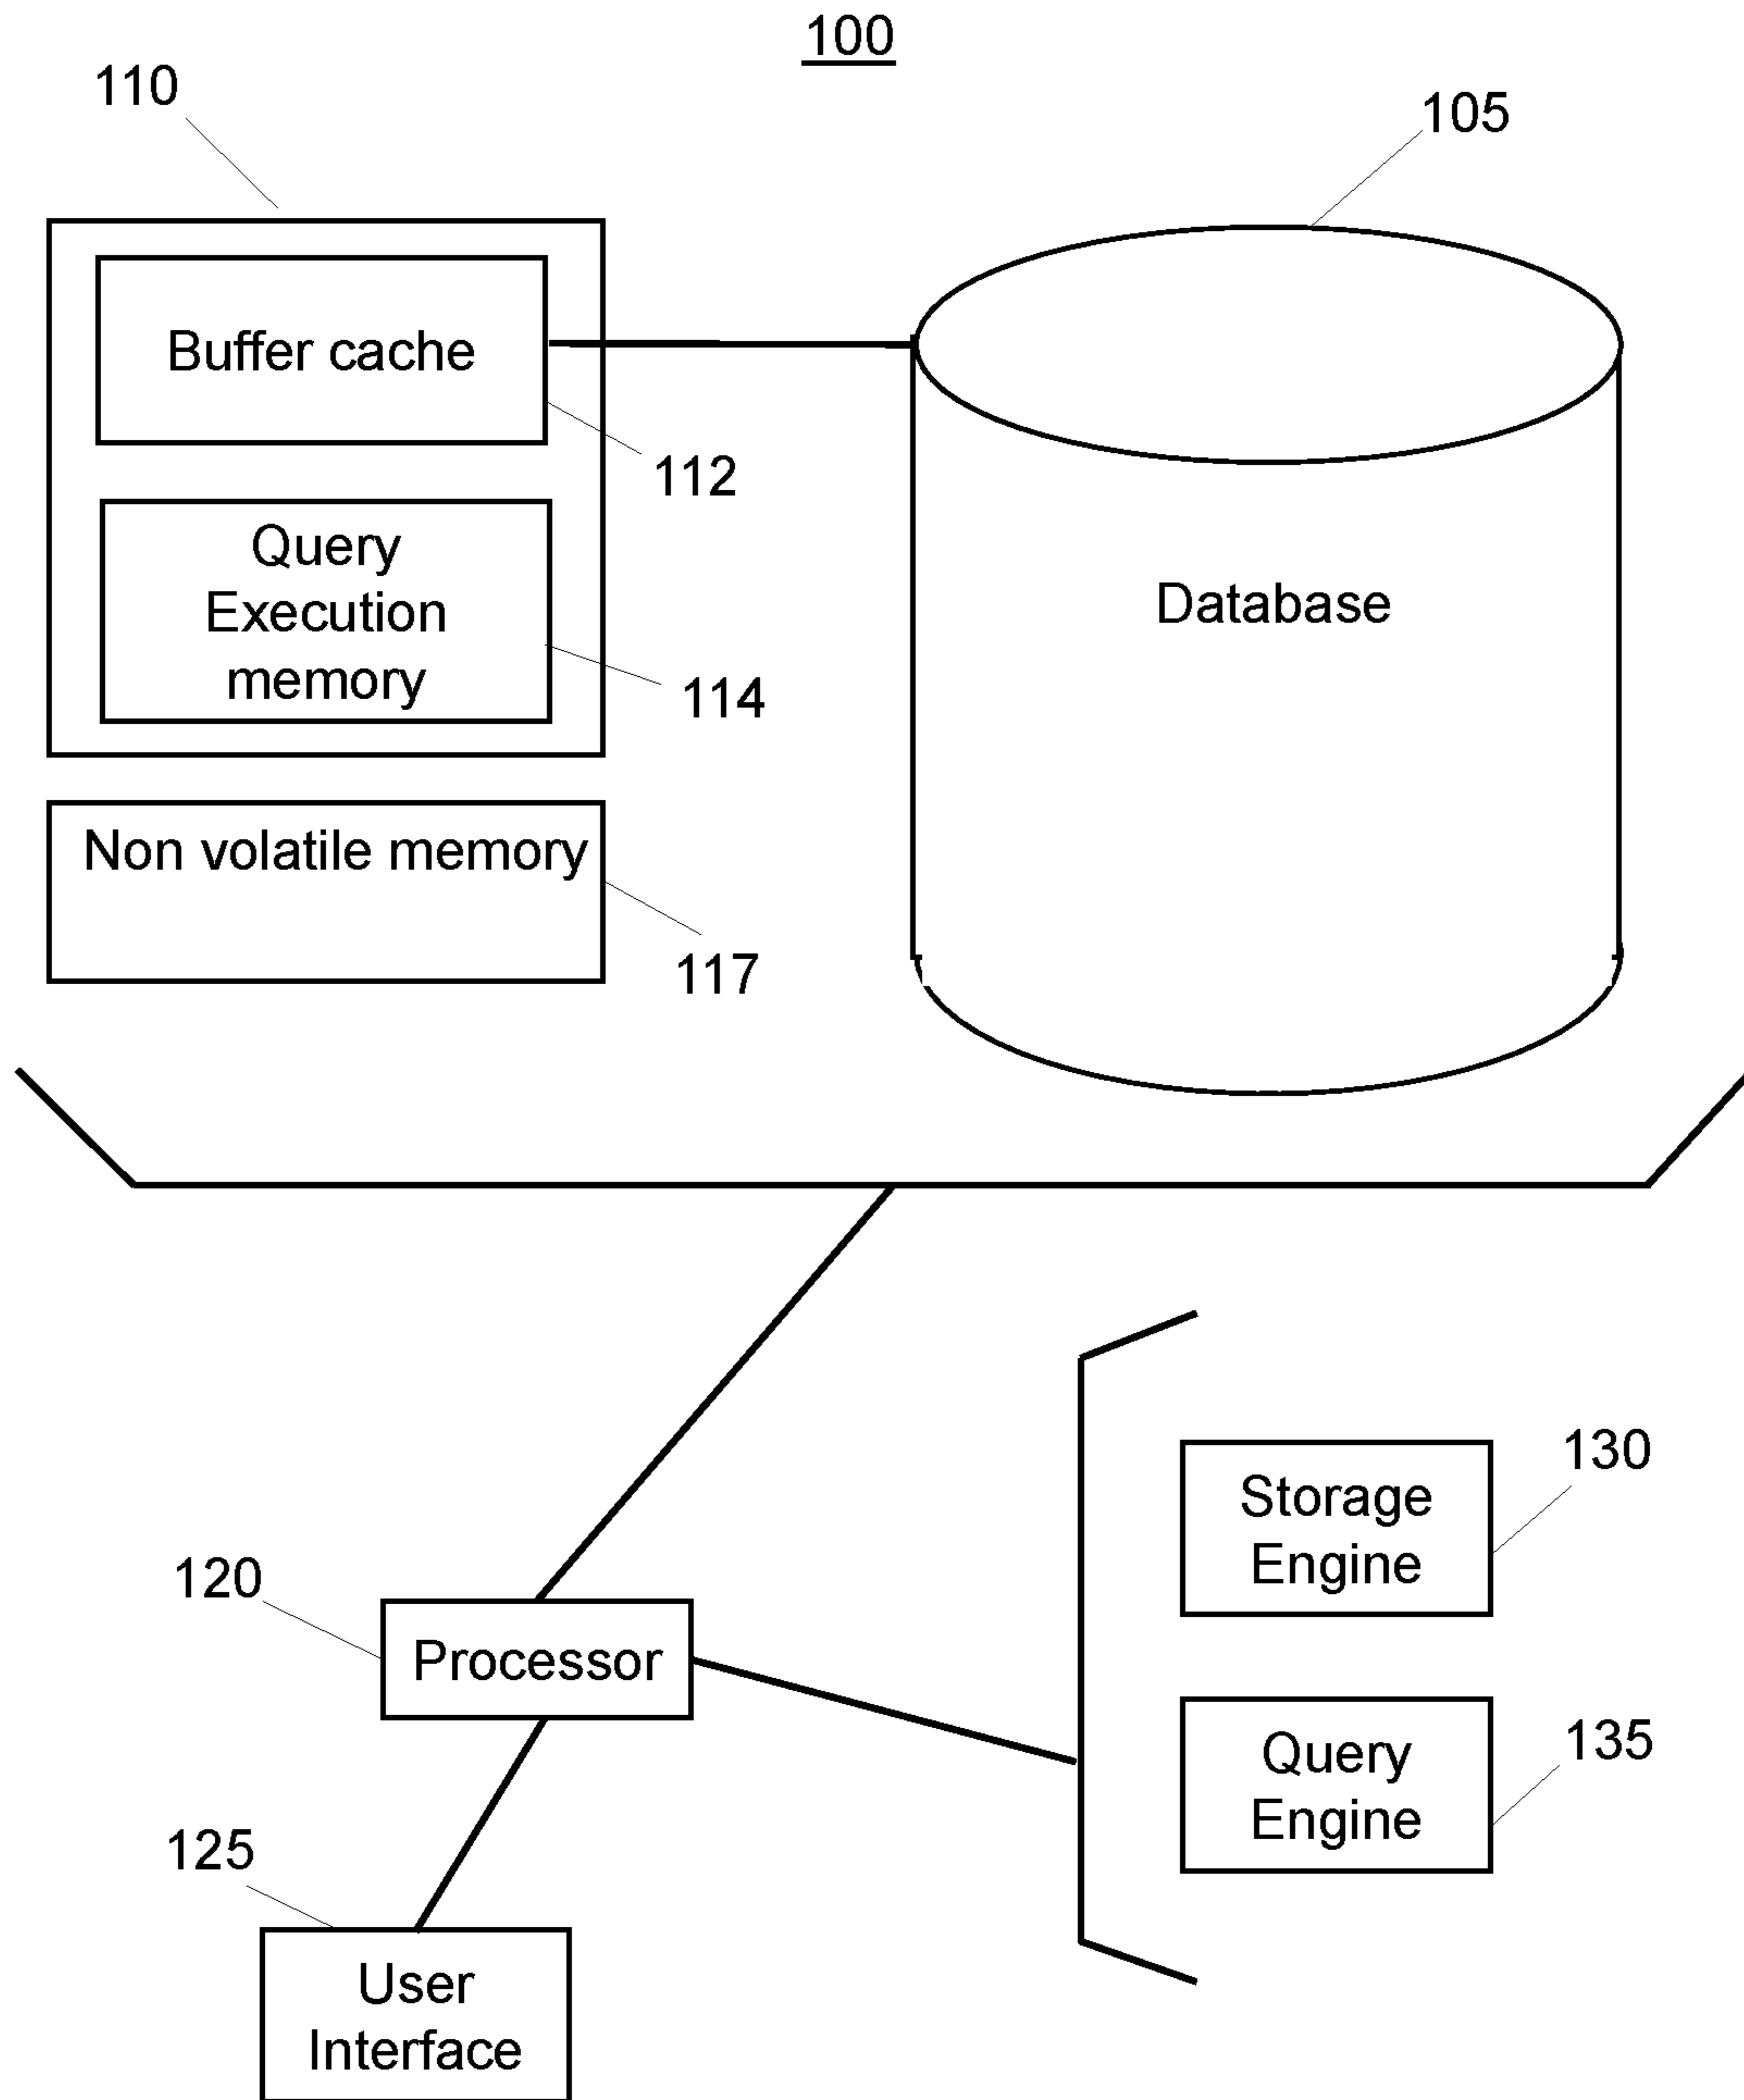 100
110
105
Buffer cache
112
Query
Execution
memory
114
Database
Non volatile memory
117
130
Storage
Engine
120
Processor
135
Query
Engine
125
User
Interface